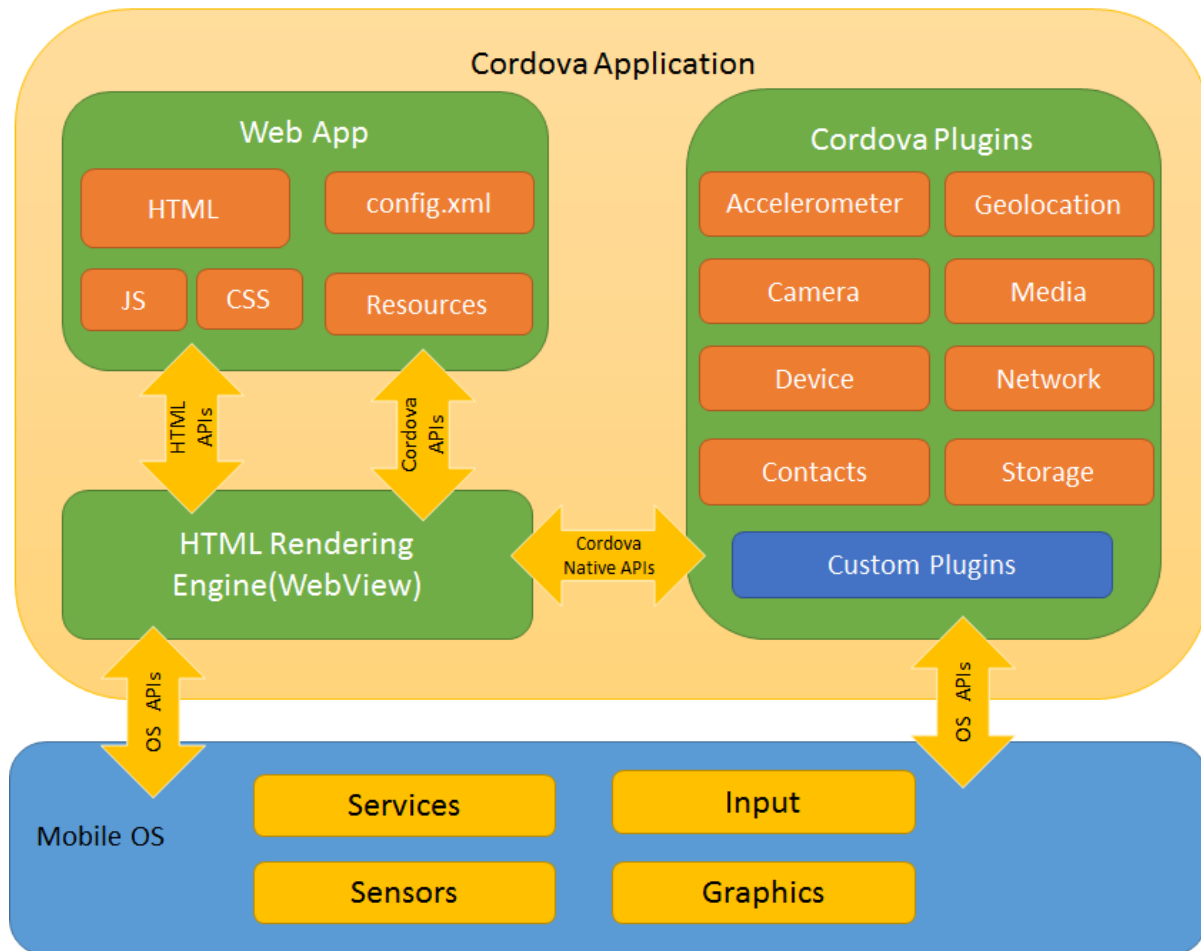 Cordova Application
Web App
HTML
config.xml
JS
CSS
Resources
HTML
APIs
Cordova
APIs
HTML Rendering
Engine(WebView)
Cordova
Native APIs
Cordova Plugins
Accelerometer
Geolocation
Camera
Media
Device
Network
Contacts
Storage
Custom Plugins
OS APIs
OS APIs
Mobile OS
Services
Input
Sensors
Graphics